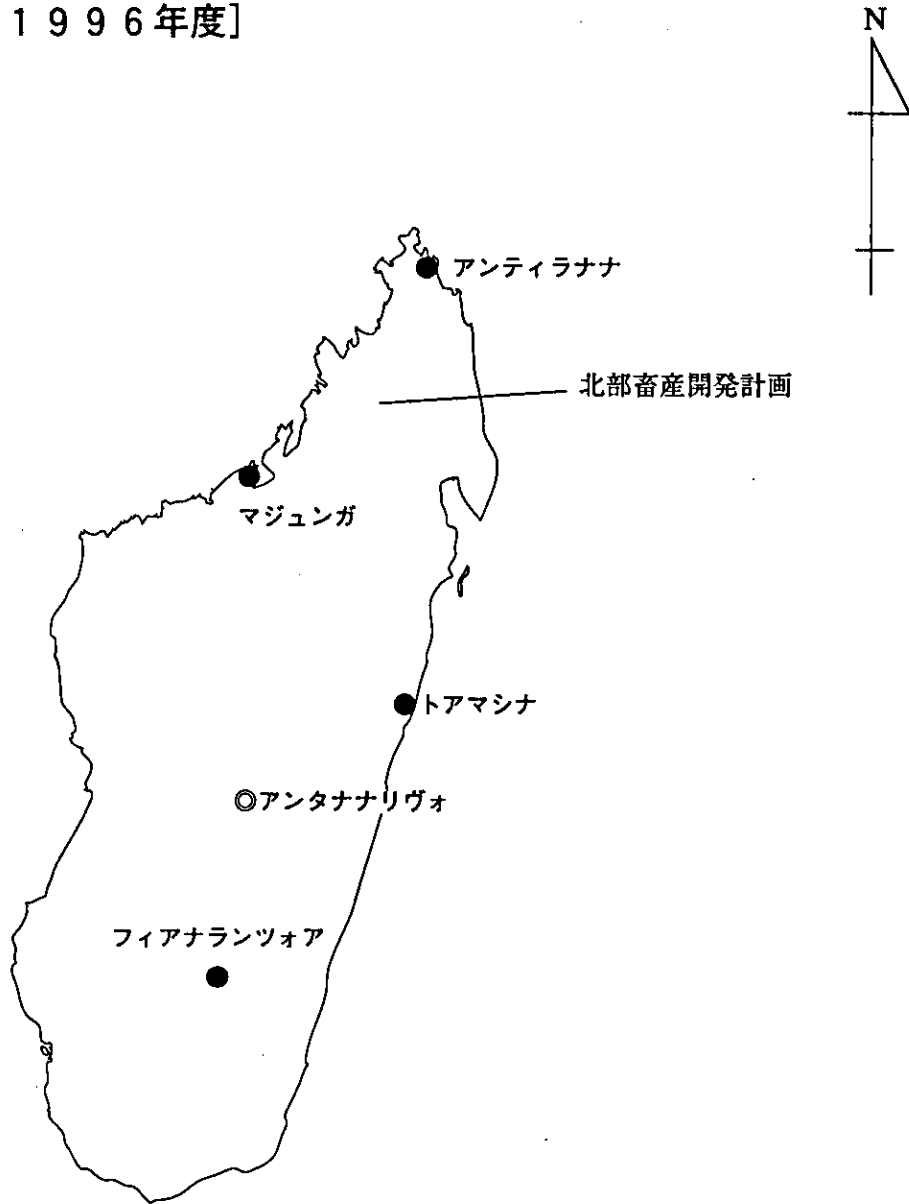 １９９６年度]
N
アンティラナナ
北部畜産開発計画
マジュンガ
トアマシナ
アンタナナリヴォ
フィアナランツォア